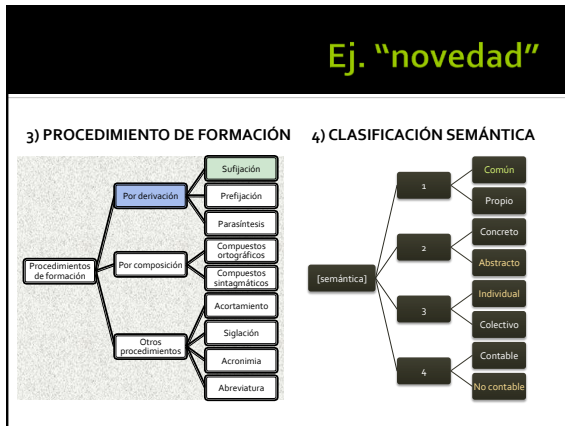 Ej. “novedad”
3) PROCEDIMIENTO DE FORMACIÓN
Procedimientos
de formación
Por derivación
Sufijación
Prefijación
Parasíntesis
Por composición
Compuestos
ortográficos
Compuestos
sintagmáticos
Otros
procedimientos
Acortamiento
Siglación
Acronimia
Abreviatura
4) CLASIFICACIÓN SEMÁNTICA
[semántica]
1
Común
Propio
2
Concreto
Abstracto
3
Individual
Colectivo
4
Contable
No contable